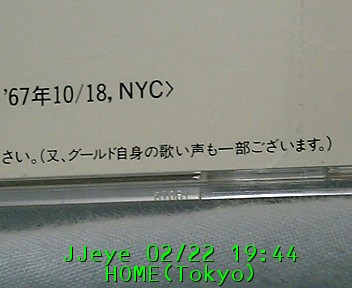 '67年10/18, NYC〉
さい。(又、グールド自身の歌い声も一部ございます。)
JJeye 02/22 19:44
HOME(Tokyo)